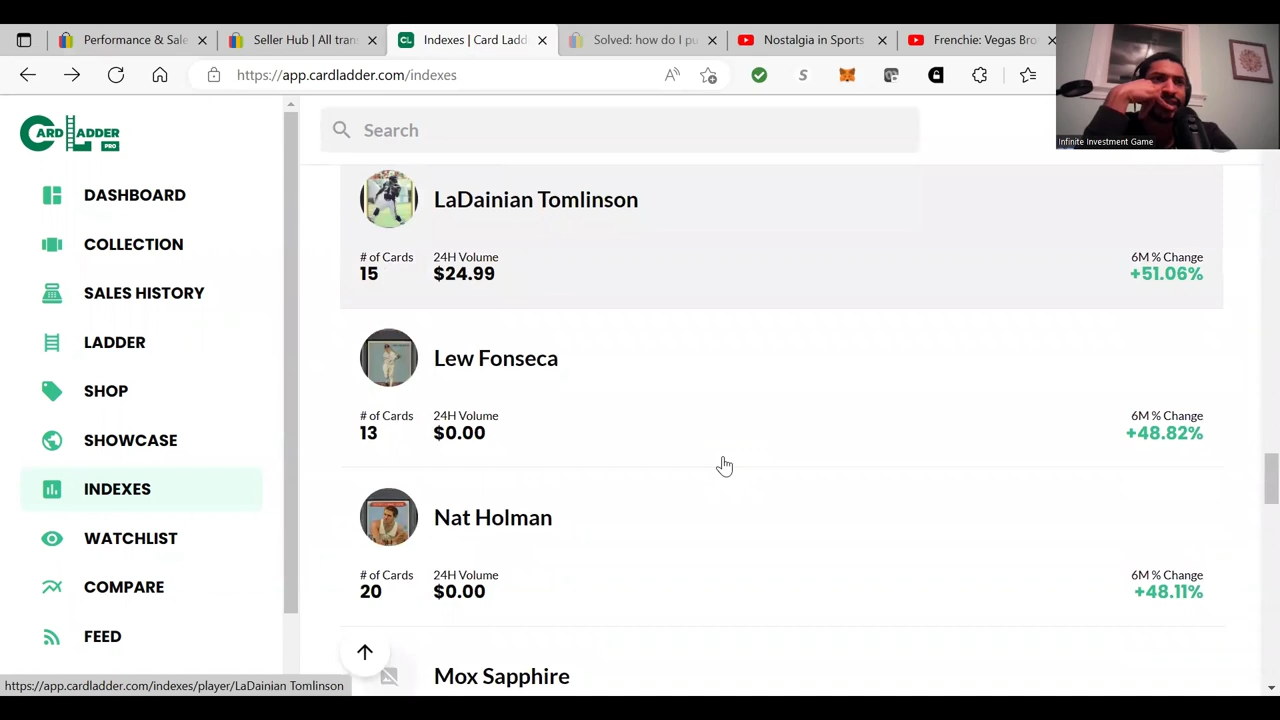 Performance & Sale
Seller Hub | All tran
CL
Indexes | Card Ladd
Solved: how do I pu
Nostalgia in Sports
Frenchie: Vegas Bro
https://app.cardladder.com/indexes
Infinite Investment Game
CARD LADDER
PRO
Search
DASHBOARD
COLLECTION
SALES HISTORY
LADDER
SHOP
SHOWCASE
INDEXES
WATCHLIST
COMPARE
FEED
LaDainian Tomlinson
# of Cards 24H Volume 6M % Change
15 $24.99 +51.06%
Lew Fonseca
# of Cards 24H Volume 6M % Change
13 $0.00 +48.82%
Nat Holman
# of Cards 24H Volume 6M % Change
20 $0.00 +48.11%
Mox Sapphire
https://app.cardladder.com/indexes/player/LaDainian Tomlinson